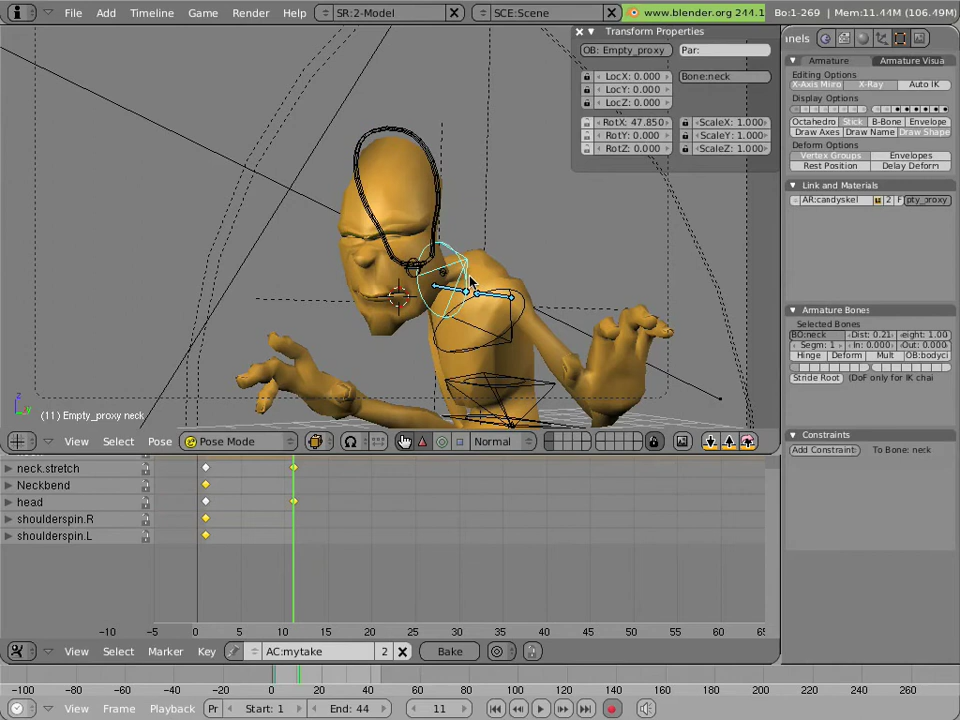 File Add Timeline Game Render Help SR:2-Model SCE:Scene www.blender.org 244.1 Bo:1-269 | Mem:11.44M (106.49M)
Transform Properties
OB: Empty_proxy Par:
LocX: 0.000 Bone:neck
LocY: 0.000
LocZ: 0.000
RotX: 47.850 ScaleX: 1.000
RotY: 0.000 ScaleY: 1.000
RotZ: 0.000 ScaleZ: 1.000
anels
Armature Armature Visua
Editing Options
X-Axis Mirro X-Ray Auto IK
Display Options
Octahedro Stick B-Bone Envelope
Draw Axes Draw Name Draw Shape
Deform Options
Vertex Groups Envelopes
Rest Position Delay Deform
Link and Materials
AR:candyskel 2 F pty_proxy
Armature Bones
Selected Bones
BO:neck Dist: 0.21 eight: 1.00
Segm: 1 In: 0.000 Out: 0.000
Hinge Deform Mult OB:bodyci
Stride Root (DoF only for IK chai
Constraints
Add Constraint To Bone: neck
z
y
(11) Empty_proxy neck
View Select Pose Pose Mode Normal
neck.stretch
Neckbend
head
shoulderspin.R
shoulderspin.L
-10 -5 0 5 10 15 20 25 30 35 40 45 50 55 60 65
View Select Marker Key AC:mytake 2 Bake
-100 -80 -60 -40 -20 0 20 40 60 80 100 120 140 160 180 200 220 240 260
View Frame Playback Pr Start: 1 End: 44 11